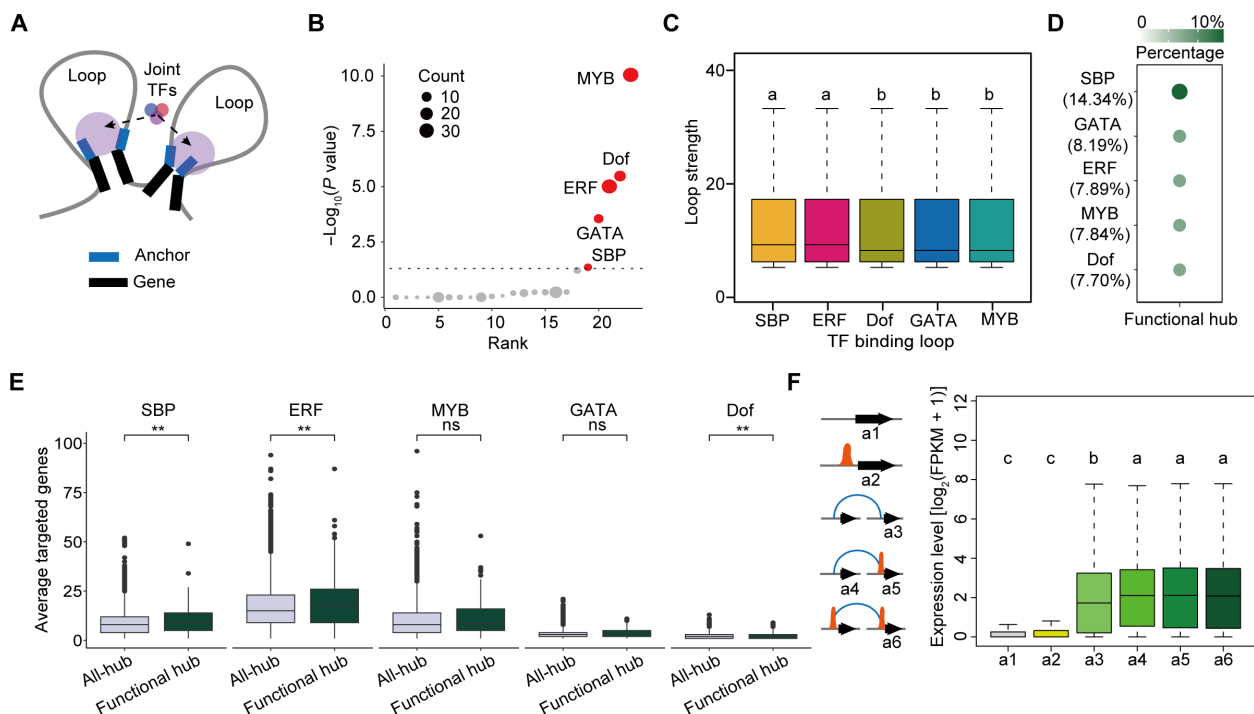 A
Loop
Joint
TFs
Loop
Anchor
Gene
B
−Log10(P value)
10.0
7.5
5.0
2.5
0.0
Count
10
20
30
MYB
Dof
ERF
GATA
SBP
0
5
10
15
20
Rank
C
Loop strength
40
20
0
a
a
b
b
b
SBP
ERF
Dof
GATA
MYB
TF binding loop
D
0
10%
Percentage
SBP
(14.34%)
GATA
(8.19%)
ERF
(7.89%)
MYB
(7.84%)
Dof
(7.70%)
Functional hub
E
Average targeted genes
100
75
50
25
0
SBP
**
ERF
**
MYB
ns
GATA
ns
Dof
**
All-hub
Functional hub
All-hub
Functional hub
All-hub
Functional hub
All-hub
Functional hub
All-hub
Functional hub
F
a1
a2
a3
a4
a5
a6
Expression level [log2(FPKM + 1)]
12
10
8
6
4
2
0
c
c
b
a
a
a
a1
a2
a3
a4
a5
a6